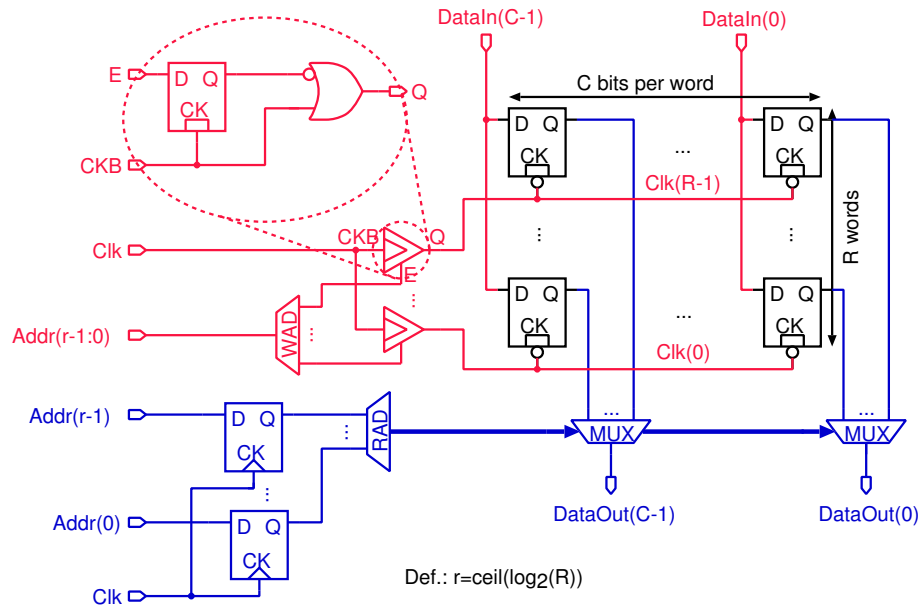 DataIn(C-1)
DataIn(0)
E
D Q
CK
Q
CKB
C bits per word
D Q
CK
...
D Q
CK
Clk(R-1)
R words
Clk
CKB
Q
E
...
...
...
Addr(r-1:0)
WAD
...
D Q
CK
...
D Q
CK
Clk(0)
Addr(r-1)
D Q
CK
...
RAD
...
MUX
...
MUX
...
Addr(0)
D Q
CK
DataOut(C-1)
DataOut(0)
Clk
Def.: r=ceil(log2(R))